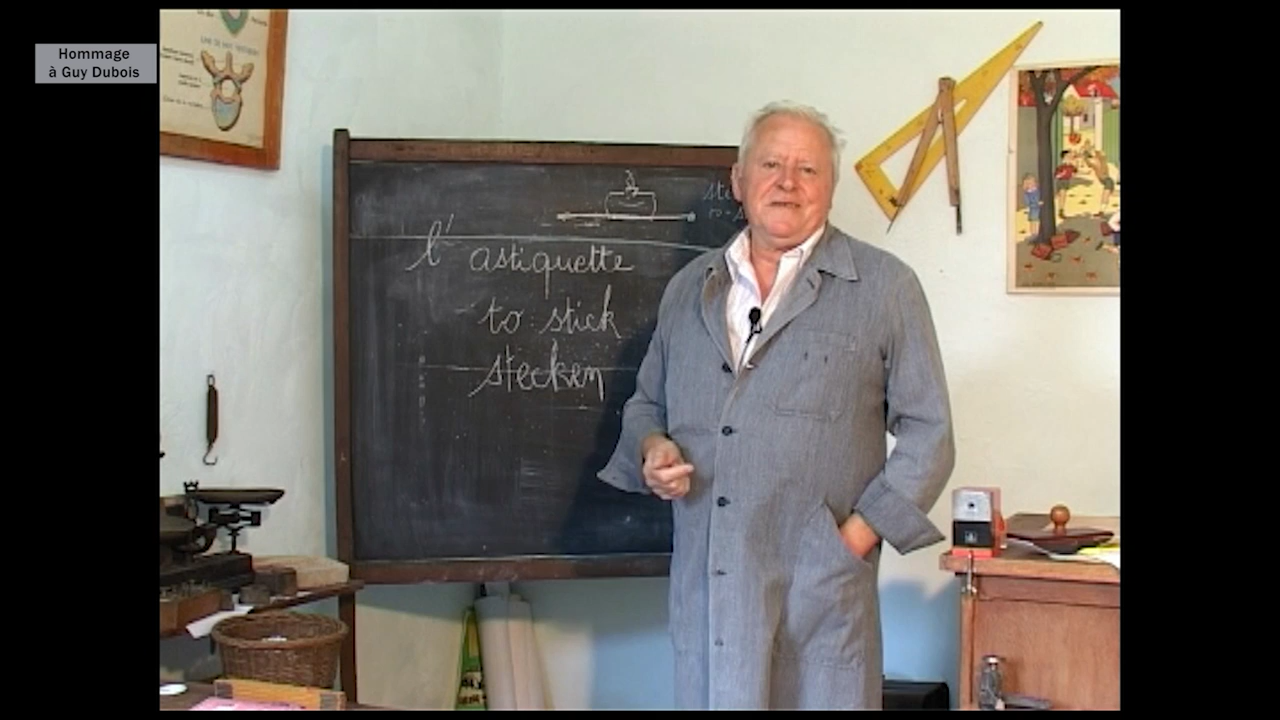 Hommage
à Guy Dubois
l'astiquette
to stick
stecken